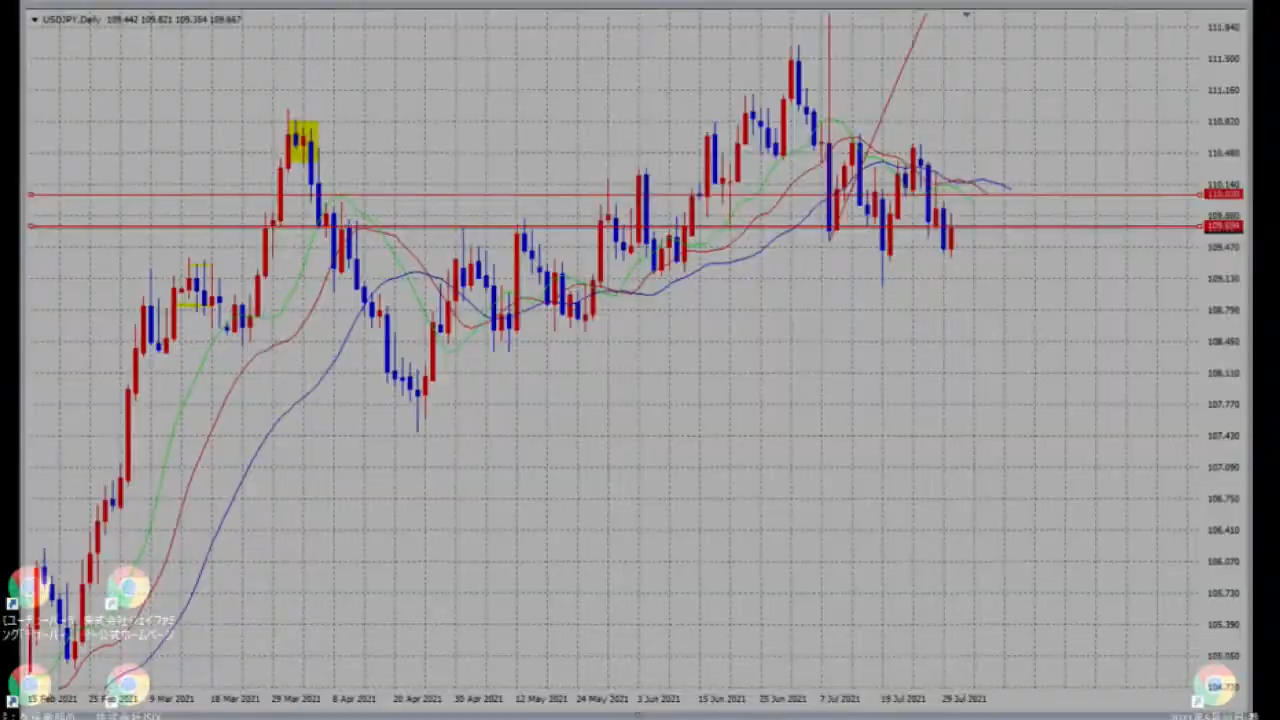 USDJPY,Daily 109.442 109.821 109.354 109.667
111.840
111.500
111.160
110.820
110.480
110.140
109.470
109.130
108.790
108.450
108.110
107.770
107.430
107.090
106.750
106.410
106.070
105.730
105.390
105.050
15 Feb 2021
25 Feb 2021
9 Mar 2021
18 Mar 2021
29 Mar 2021
8 Apr 2021
20 Apr 2021
30 Apr 2021
12 May 2021
24 May 2021
3 Jun 2021
15 Jun 2021
25 Jun 2021
7 Jul 2021
19 Jul 2021
29 Jul 2021